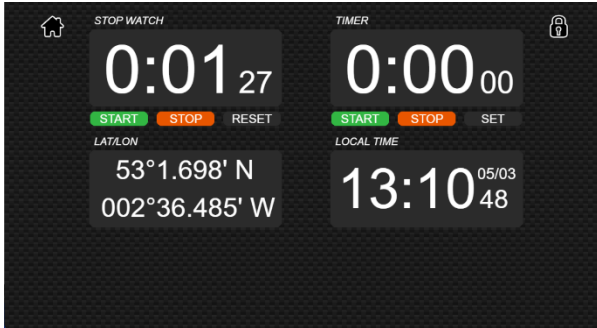 STOP WATCH
0:01 27
START STOP RESET
TIMER
0:00 00
START STOP SET
LAT/LON
53°1.698' N
002°36.485' W
LOCAL TIME
13:10 05/03 48